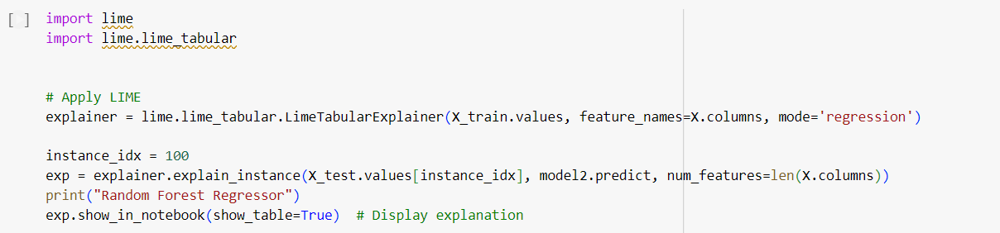 [ ] import lime
import lime.lime_tabular
# Apply LIME
explainer = lime.lime_tabular.LimeTabularExplainer(X_train.values, feature_names=X.columns, mode='regression')
instance_idx = 100
exp = explainer.explain_instance(X_test.values[instance_idx], model2.predict, num_features=len(X.columns))
print("Random Forest Regressor")
exp.show_in_notebook(show_table=True)  # Display explanation